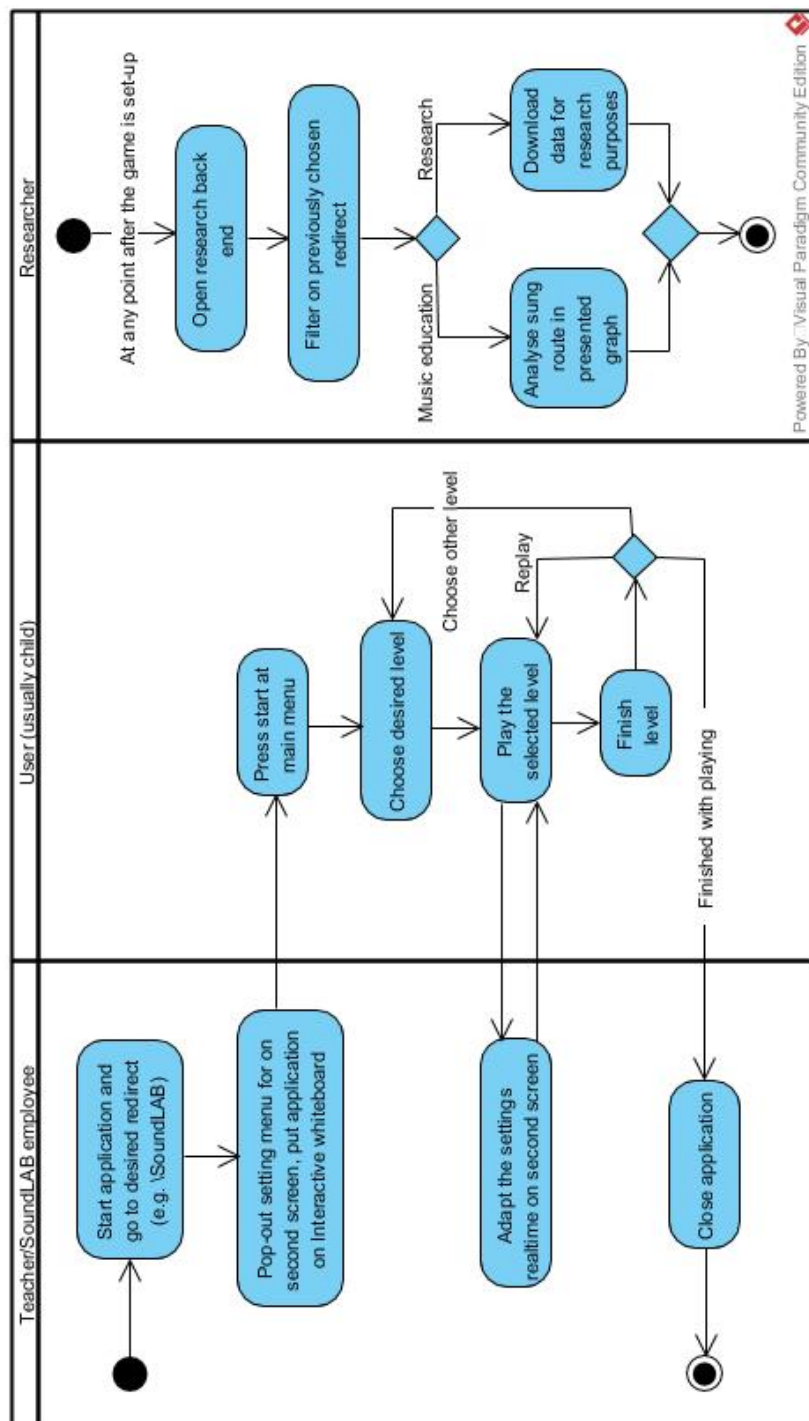 Teacher/SoundLAB employee
Start application and
go to desired redirect
(e.g. \SoundLAB)
Pop-out setting menu for on
second screen, put application
on Interactive whiteboard
Adapt the settings
realtime on second screen
Close application
User (usually child)
Press start at
main menu
Choose desired level
Choose other level
Play the
selected level
Replay
Finish
level
Finished with playing
Researcher
At any point after the game is set-up
Open research back
end
Filter on previously chosen
redirect
Music education
Research
Analyse sung
route in
presented
graph
Download
data for
research
purposes
Powered By Visual Paradigm Community Edition